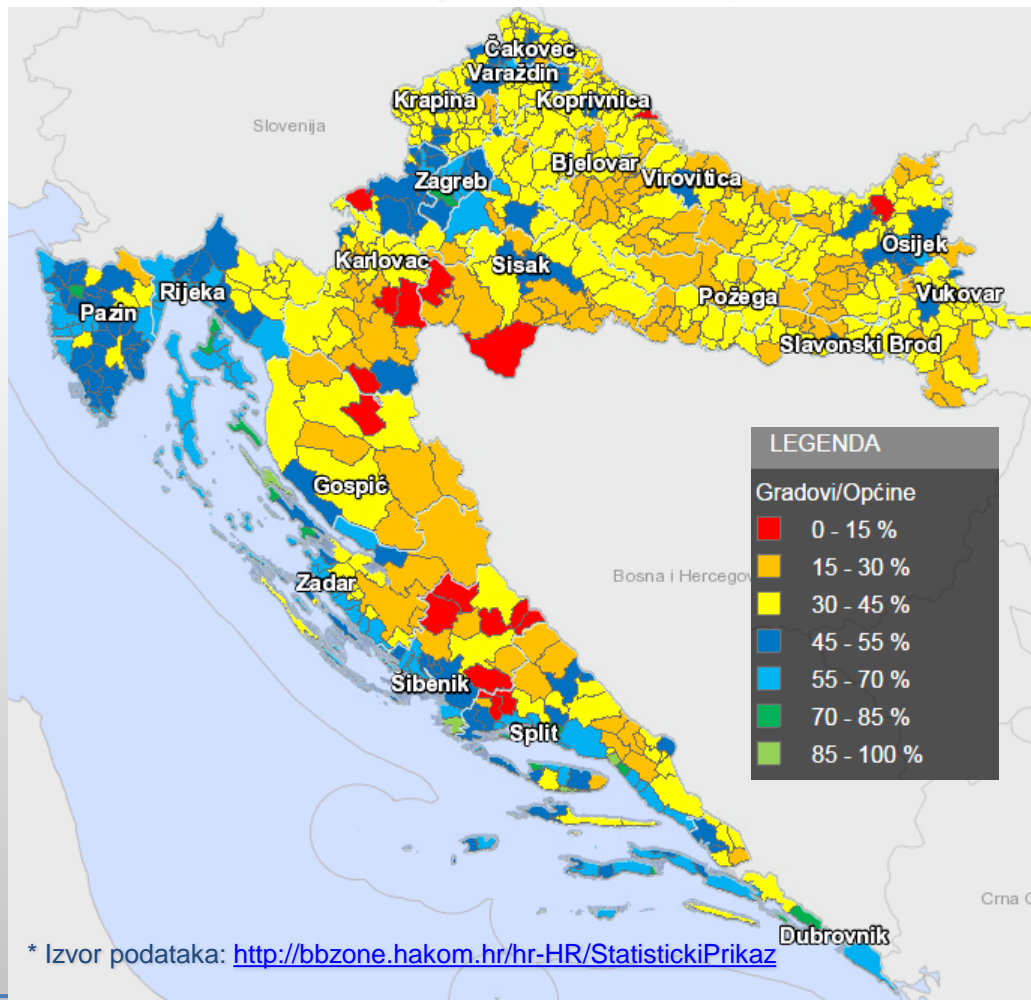 Čakovec
Varaždin
Krapina
Koprivnica
Slovenija
Bjelovar
Virovitica
Zagreb
Osijek
Karlovac
Sisak
Rijeka
Požega
Vukovar
Pazin
Slavonski Brod
LEGENDA
Gospić
Gradovi/Općine
0 - 15 %
15 - 30 %
30 - 45 %
45 - 55 %
55 - 70 %
70 - 85 %
85 - 100 %
Bosna i Hercegov
Zadar
Šibenik
Split
Crna
Dubrovnik
* Izvor podataka: http://bbzone.hakom.hr/hr-HR/StatistickiPrikaz